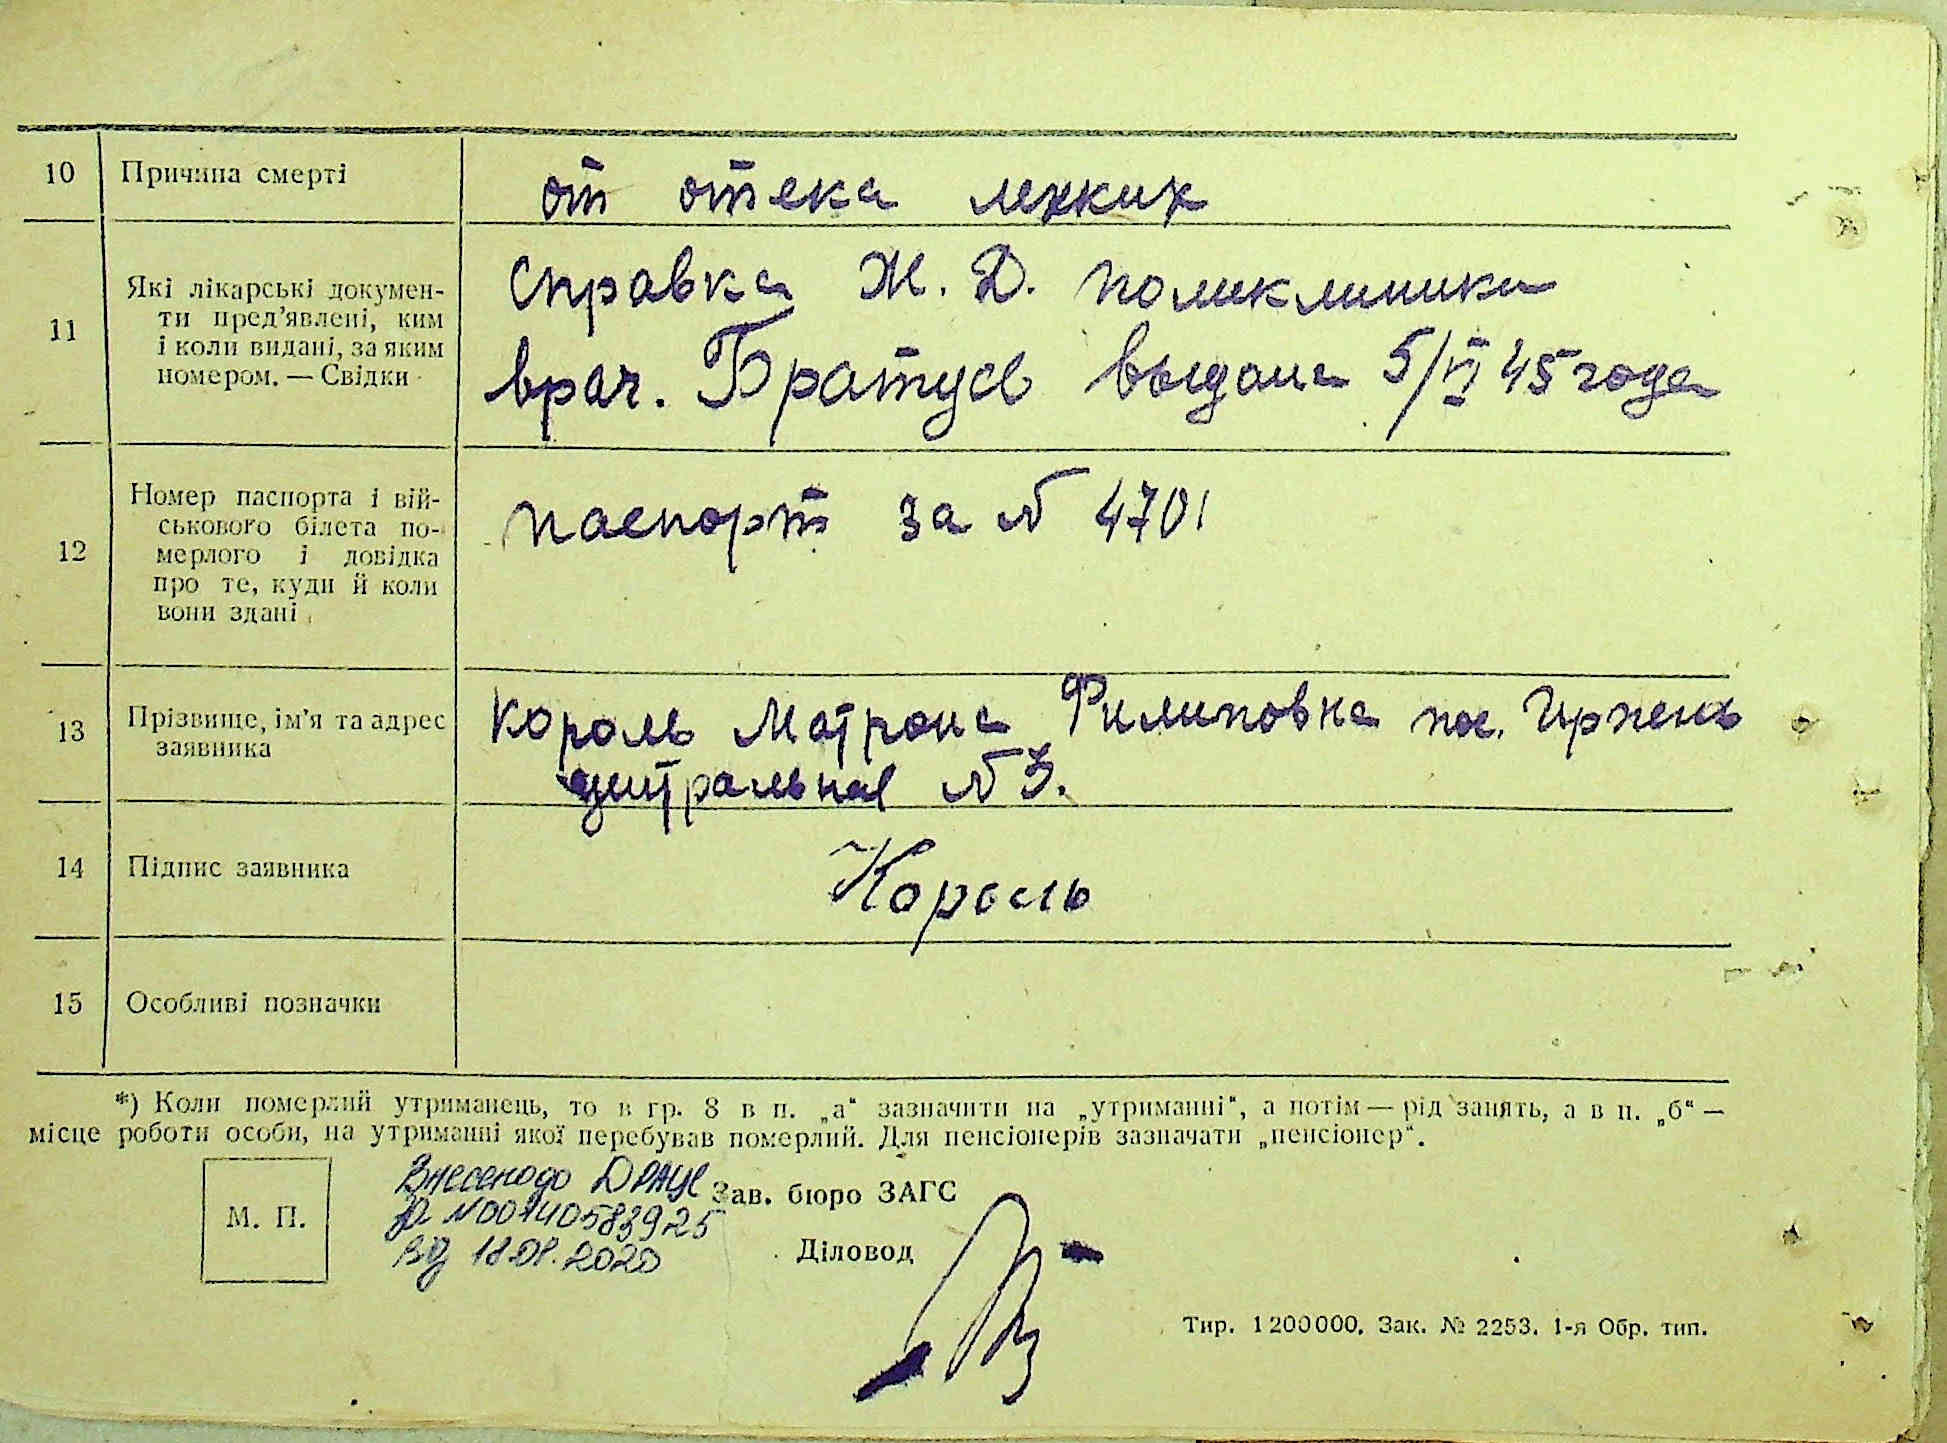 10 Причина смерті
от отека легких
11 Які лікарські докумен-
ти пред’явлені, ким
і коли видані, за яким
номером. — Свідки
Справка Ж. Д. поликлиники
врач. Братусь выдана 5/VI 45 года
12 Номер паспорта і вій-
ськового білета по-
мерлого і довідка
про те, куди й коли
вони здані
паспорт за № 4701
13 Прізвище, ім’я та адрес
заявника
Король Матрона Филиповна пос. Ирпень
центральная № 3.
14 Підпис заявника
Король
15 Особливі позначки
*) Коли померлий утриманець, то в гр. 8 в п. „а“ зазначити на „утриманні“, а потім — рід занять, а в п. „б“ —
місце роботи особи, на утриманні якої перебував померлий. Для пенсіонерів зазначати „пенсіонер“.
М. П.
Внесено до ДРАЦС
Зав. бюро ЗАГС
№ 00140583925
Діловод
від 2020
Тир. 1200000. Зак. № 2253. 1-я Обр. тип.